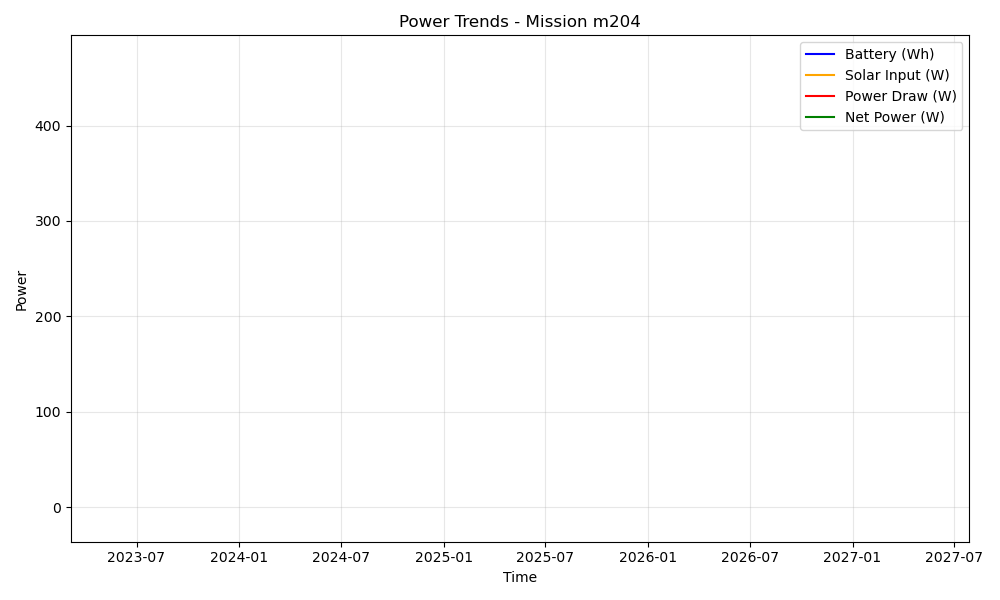 Power Trends - Mission m204
Battery (Wh)
Solar Input (W)
Power Draw (W)
Net Power (W)
Power
400
300
200
100
0
2023-07 2024-01 2024-07 2025-01 2025-07 2026-01 2026-07 2027-01 2027-07
Time